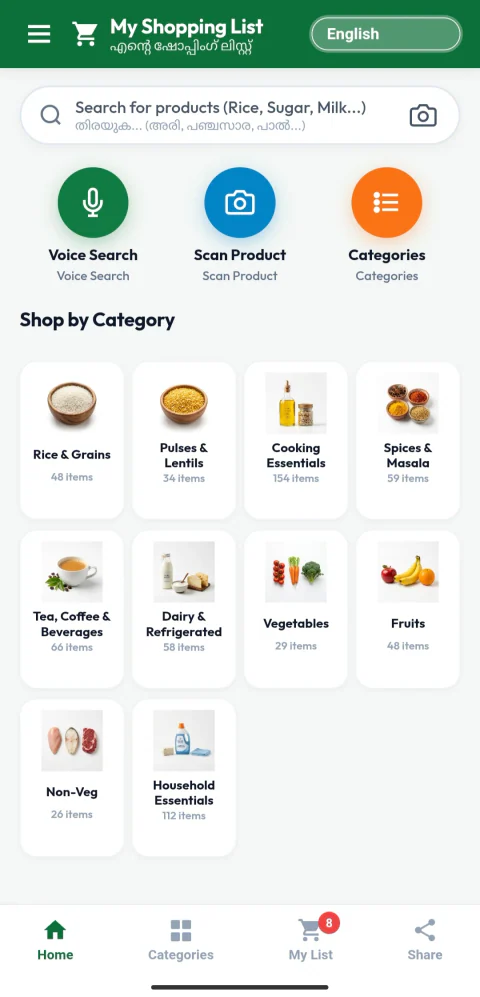 My Shopping List
എന്റെ ഷോപ്പിംഗ് ലിസ്റ്റ്
English
Search for products (Rice, Sugar, Milk...)
തിരയുക... (അരി, പഞ്ചസാര, പാൽ...)
Voice Search
Voice Search
Scan Product
Scan Product
Categories
Categories
Shop by Category
Rice & Grains
48 items
Pulses &
Lentils
34 items
Cooking
Essentials
154 items
Spices &
Masala
59 items
Tea, Coffee &
Beverages
66 items
Dairy &
Refrigerated
58 items
Vegetables
29 items
Fruits
48 items
Non-Veg
26 items
Household
Essentials
112 items
Home
Categories
8
My List
Share